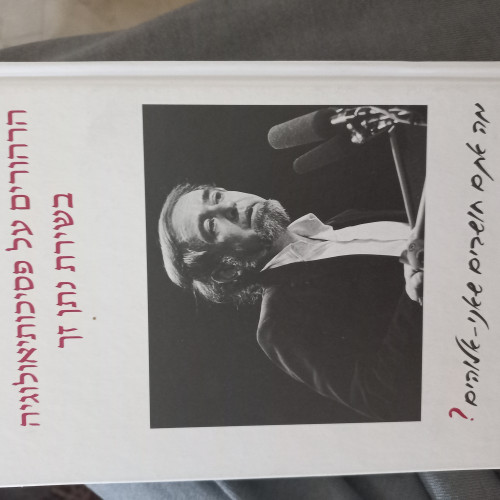 מה אתם חושבים שאני-אלוהים?
הרהורים על פסיכותיאולוגיה
בשירת נתן זך